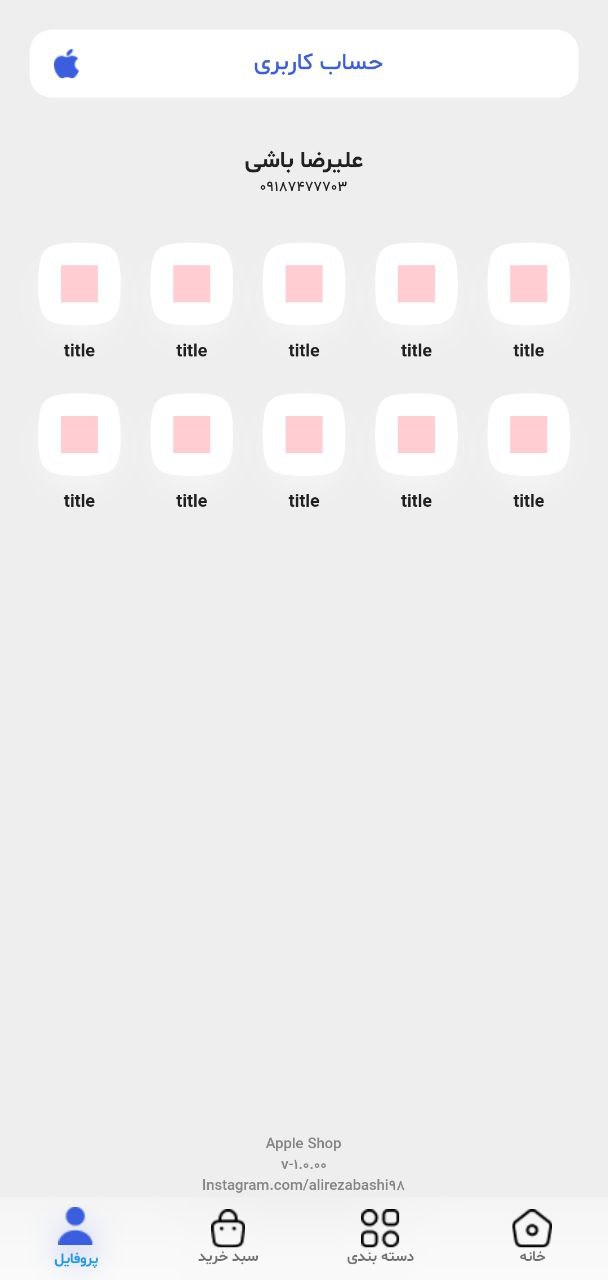 حساب کاربری
علیرضا باشی
۰۹۱۸۷۴۷۷۷۰۳
title title title title title
title title title title title
Apple Shop
v-۱.۰.۰۰
Instagram.com/alirezabashi۹۸
خانه دسته بندی سبد خرید پروفایل